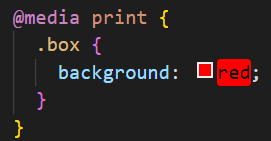 @media print {
  .box {
    background: red;
  }
}